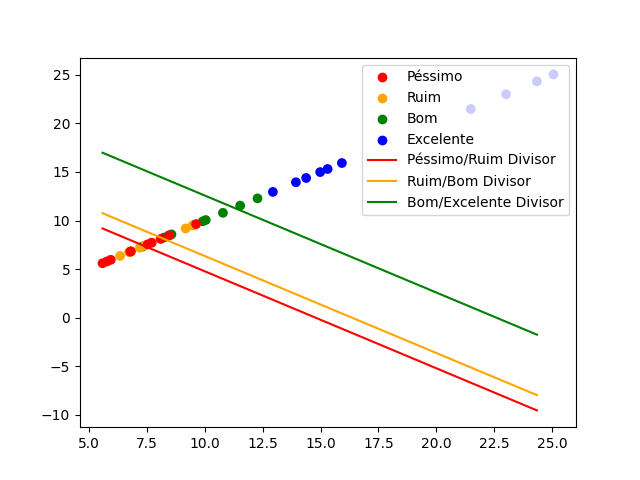 Péssimo
Ruim
Bom
Excelente
Péssimo/Ruim Divisor
Ruim/Bom Divisor
Bom/Excelente Divisor
25
20
15
10
5
0
−5
−10
5.0 7.5 10.0 12.5 15.0 17.5 20.0 22.5 25.0